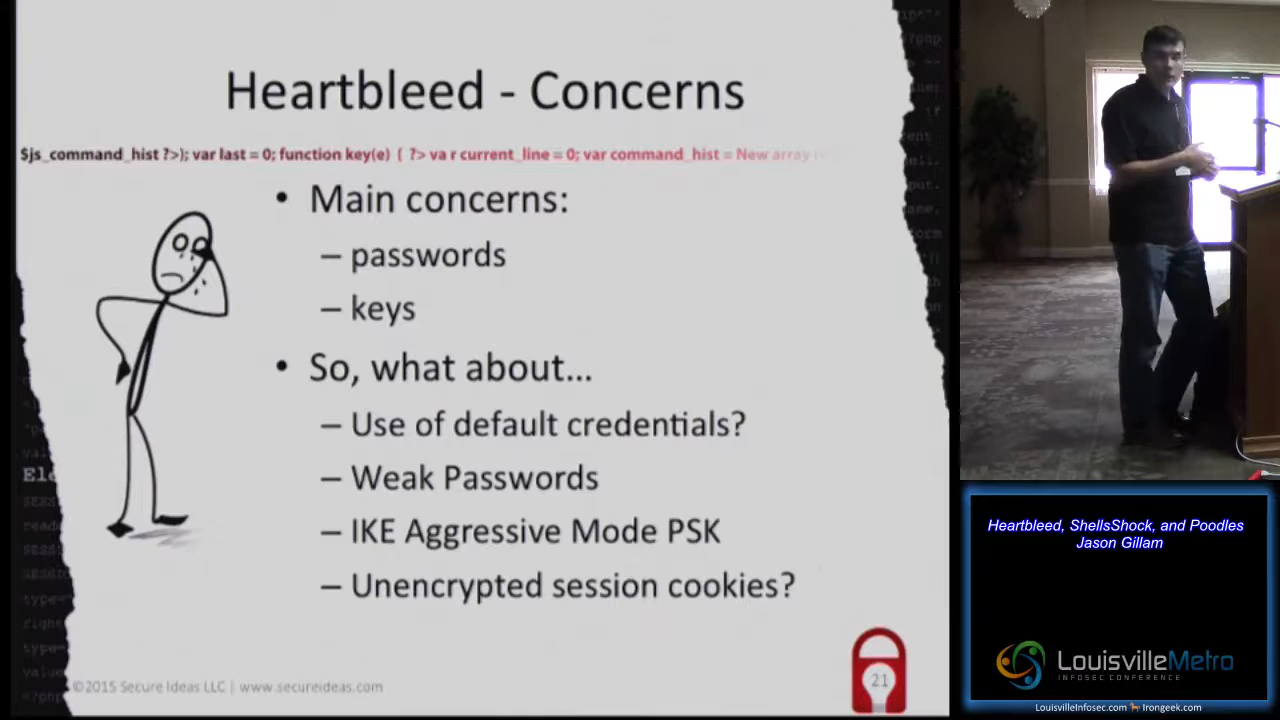 Heartbleed - Concerns
$js_command_hist ?>); var last = 0; function key(e) { ?> va r current_line = 0; var command_hist = New array
• Main concerns:
– passwords
– keys
• So, what about...
– Use of default credentials?
– Weak Passwords
– IKE Aggressive Mode PSK
– Unencrypted session cookies?
©2015 Secure Ideas LLC | www.secureideas.com
21
Heartbleed, ShellsShock, and Poodles
Jason Gillam
LouisvilleMetro
INFOSEC CONFERENCE
LouisvilleInfosec.com Irongeek.com